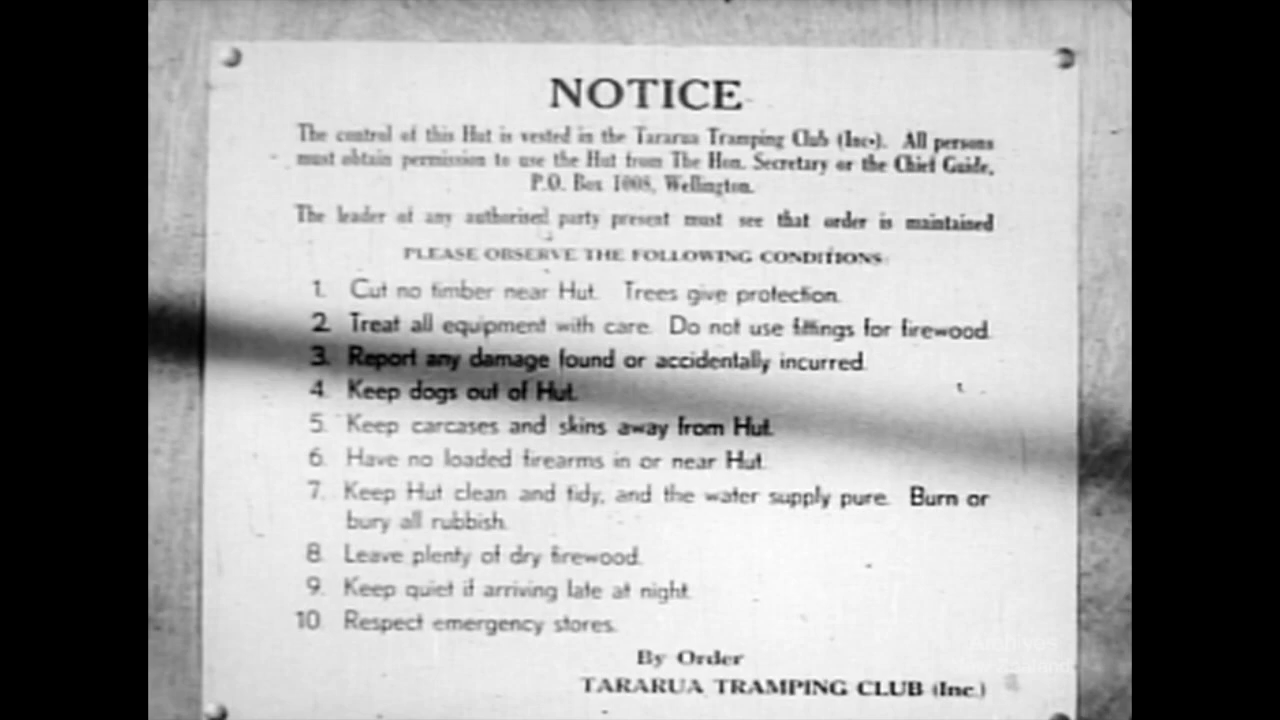 NOTICE
The control of this Hut is vested in the Tararua Tramping Club (Inc.). All persons
must obtain permission to use the Hut from The Hon. Secretary or the Chief Guide,
P.O. Box 1008, Wellington.
The leader of any authorised party present must see that order is maintained
PLEASE OBSERVE THE FOLLOWING CONDITIONS
1. Cut no timber near Hut. Trees give protection.
2. Treat all equipment with care. Do not use fittings for firewood.
3. Report any damage found or accidentally incurred.
4. Keep dogs out of Hut.
5. Keep carcases and skins away from Hut.
6. Have no loaded firearms in or near Hut.
7. Keep Hut clean and tidy, and the water supply pure. Burn or
bury all rubbish.
8. Leave plenty of dry firewood.
9. Keep quiet if arriving late at night.
10. Respect emergency stores.
By Order
TARARUA TRAMPING CLUB (Inc.)
Archives